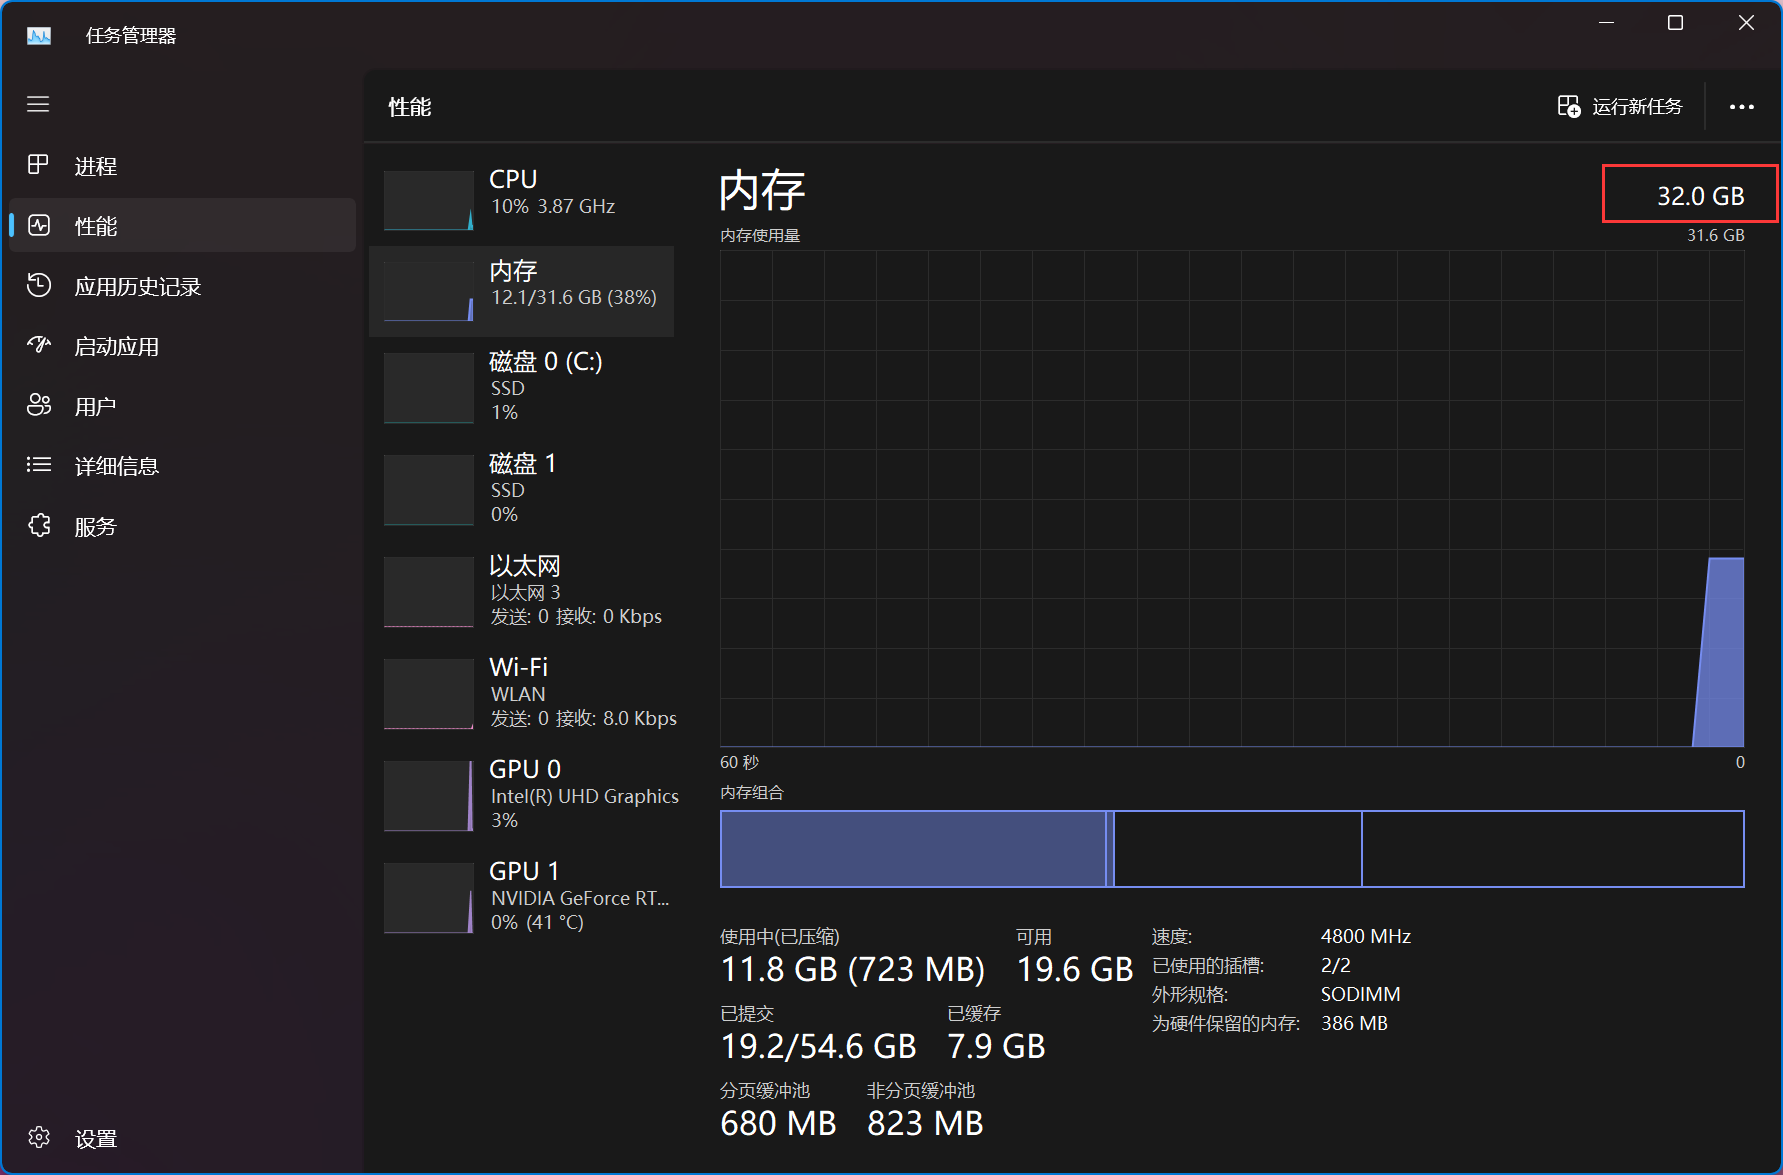 任务管理器
性能
运行新任务
进程
性能
应用历史记录
启动应用
用户
详细信息
服务
设置
CPU
10% 3.87 GHz
内存
12.1/31.6 GB (38%)
磁盘 0 (C:)
SSD
1%
磁盘 1
SSD
0%
以太网
以太网 3
发送: 0 接收: 0 Kbps
Wi-Fi
WLAN
发送: 0 接收: 8.0 Kbps
GPU 0
Intel(R) UHD Graphics
3%
GPU 1
NVIDIA GeForce RT...
0% (41 °C)
内存
32.0 GB
内存使用量
31.6 GB
60 秒
0
内存组合
使用中(已压缩)
11.8 GB (723 MB)
可用
19.6 GB
已提交
19.2/54.6 GB
已缓存
7.9 GB
分页缓冲池
680 MB
非分页缓冲池
823 MB
速度: 4800 MHz
已使用的插槽: 2/2
外形规格: SODIMM
为硬件保留的内存: 386 MB